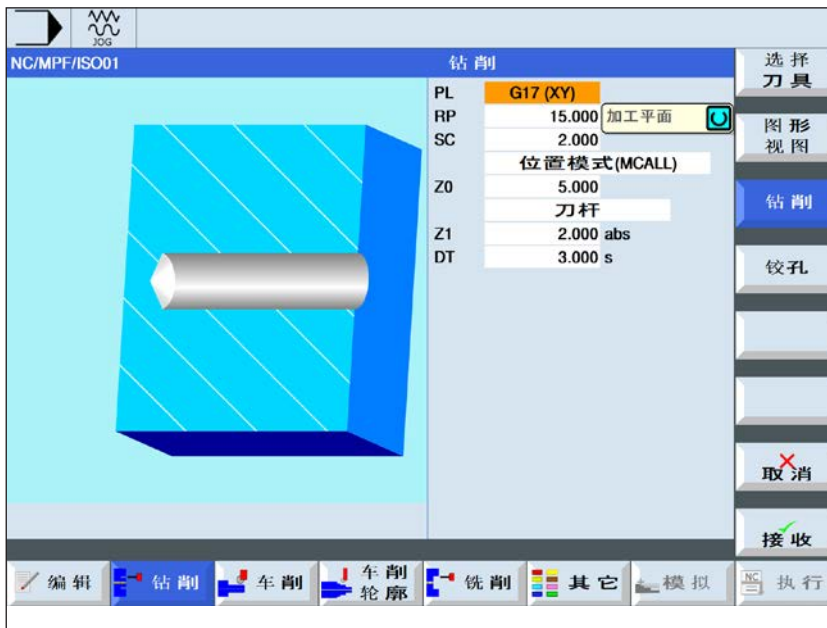 JOG
NC/MPF/ISO01
钻削
PL G17 (XY)
RP 15.000 加工平面
SC 2.000
位置模式(MCALL)
Z0 5.000
刀杆
Z1 2.000 abs
DT 3.000 s
选择
刀具
图形
视图
钻削
铰孔
取消
接收
编辑
钻削
车削
车削
轮廓
铣削
其它
模拟
NC
执行